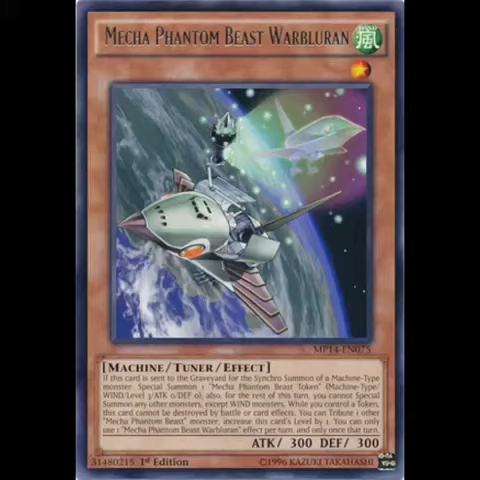 MECHA PHANTOM BEAST WARBLURAN
風
MP14-EN075
[MACHINE/TUNER/EFFECT]
If this card is sent to the Graveyard for the Synchro Summon of a Machine-Type
monster: Special Summon 1 "Mecha Phantom Beast Token" (Machine-Type/
WIND/Level 3/ATK 0/DEF 0), also, for the rest of this turn, you cannot Special
Summon any other monsters, except WIND monsters. While you control a Token,
this card cannot be destroyed by battle or card effects. You can Tribute 1 other
"Mecha Phantom Beast" monster; increase this card's Level by 1. You can only
use 1 "Mecha Phantom Beast Warbluran" effect per turn, and only once that turn.
ATK/ 300 DEF/ 300
31480215 1st Edition ©1996 KAZUKI TAKAHASHI